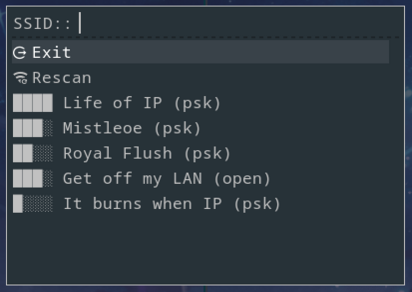 SSID::
Exit
Rescan
Life of IP (psk)
Mistleoe (psk)
Royal Flush (psk)
Get off my LAN (open)
It burns when IP (psk)